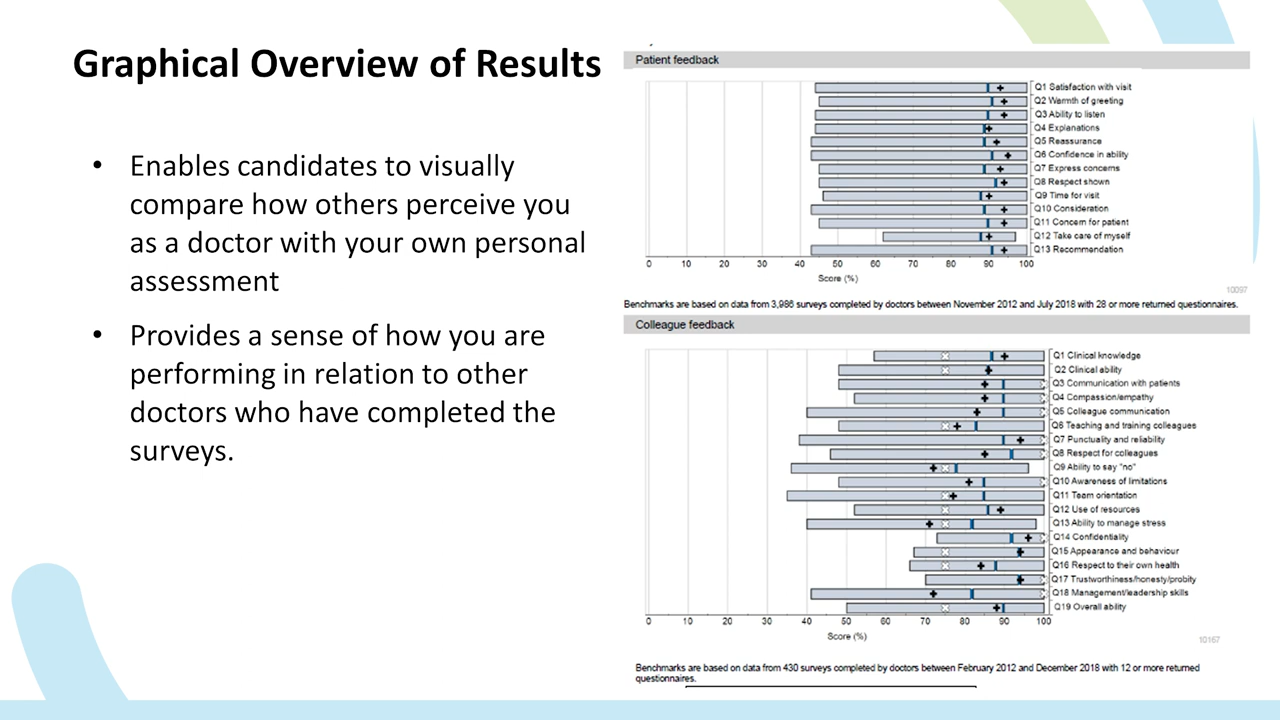 Graphical Overview of Results
• Enables candidates to visually
compare how others perceive you
as a doctor with your own personal
assessment
• Provides a sense of how you are
performing in relation to other
doctors who have completed the
surveys.
Patient feedback
Q1 Satisfaction with visit
Q2 Warmth of greeting
Q3 Ability to listen
Q4 Explanations
Q5 Reassurance
Q6 Confidence in ability
Q7 Express concerns
Q8 Respect shown
Q9 Time for visit
Q10 Consideration
Q11 Concern for patient
Q12 Take care of myself
Q13 Recommendation
0 10 20 30 40 50 60 70 80 90 100
Score (%)
10097
Benchmarks are based on data from 3,986 surveys completed by doctors between November 2012 and July 2018 with 28 or more returned questionnaires.
Colleague feedback
Q1 Clinical knowledge
Q2 Clinical ability
Q3 Communication with patients
Q4 Compassion/empathy
Q5 Colleague communication
Q6 Teaching and training colleagues
Q7 Punctuality and reliability
Q8 Respect for colleagues
Q9 Ability to say "no"
Q10 Awareness of limitations
Q11 Team orientation
Q12 Use of resources
Q13 Ability to manage stress
Q14 Confidentiality
Q15 Appearance and behaviour
Q16 Respect to their own health
Q17 Trustworthiness/honesty/probity
Q18 Management/leadership skills
Q19 Overall ability
0 10 20 30 40 50 60 70 80 90 100
Score (%)
10167
Benchmarks are based on data from 430 surveys completed by doctors between February 2012 and December 2018 with 12 or more returned
questionnaires.